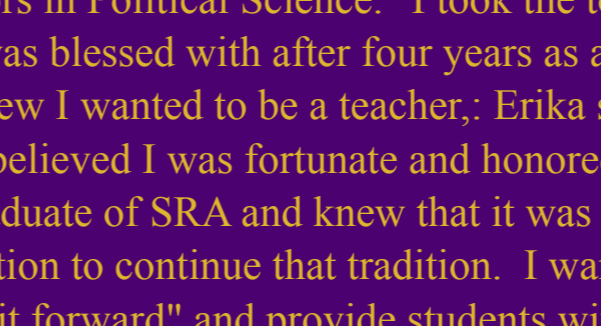 rs in Political Science. "I took the t
as blessed with after four years as a
ew I wanted to be a teacher,: Erika s
believed I was fortunate and honore
duate of SRA and knew that it was
tion to continue that tradition. I wa
it forward" and provide students wi